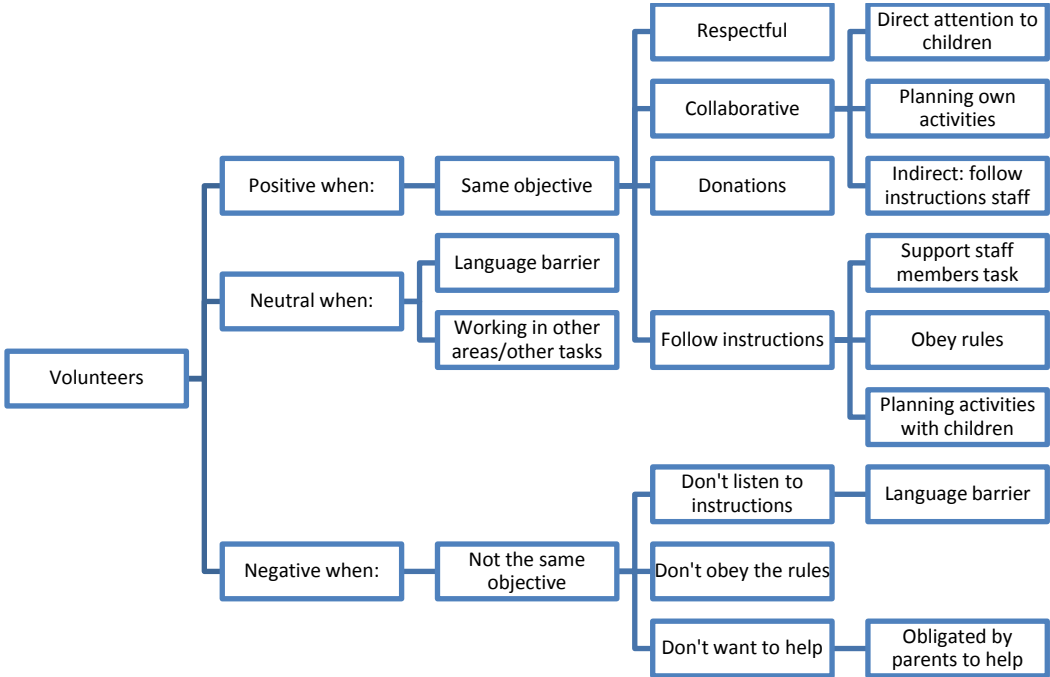 Respectful
Direct attention to
children
Collaborative
Planning own
activities
Positive when:
Same objective
Donations
Indirect: follow
instructions staff
Language barrier
Support staff
members task
Neutral when:
Working in other
areas/other tasks
Follow instructions
Obey rules
Volunteers
Planning activities
with children
Don't listen to
instructions
Language barrier
Negative when:
Not the same
objective
Don't obey the rules
Don't want to help
Obligated by
parents to help